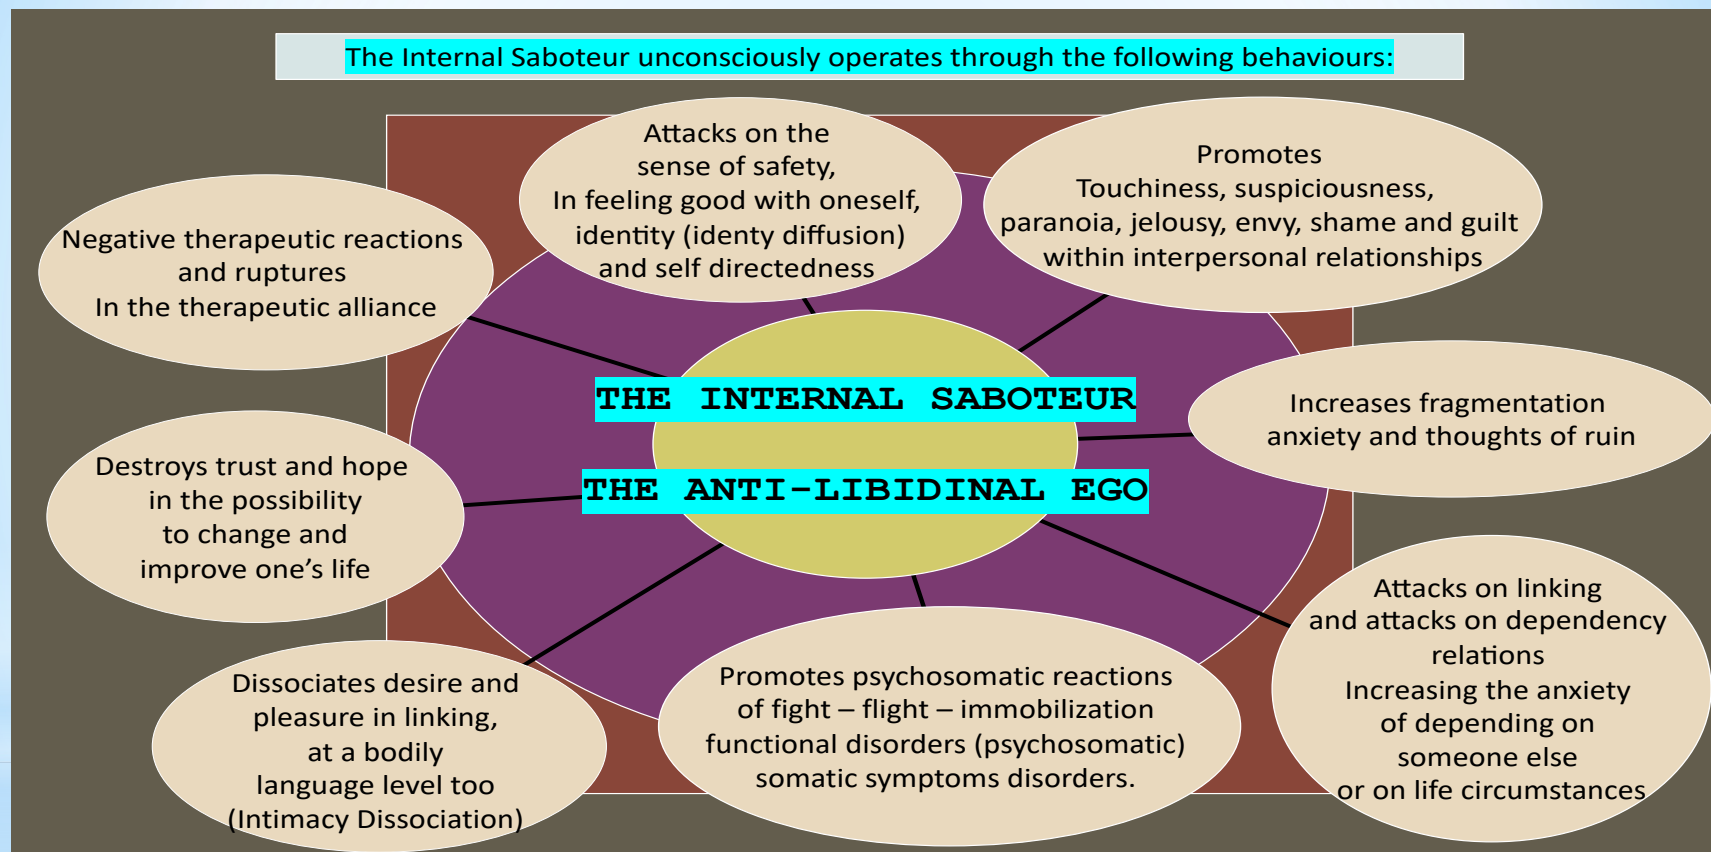 The Internal Saboteur unconsciously operates through the following behaviours:
Attacks on the
sense of safety,
In feeling good with oneself,
identity (identy diffusion)
and self directedness
Promotes
Touchiness, suspiciousness,
paranoia, jelousy, envy, shame and guilt
within interpersonal relationships
Negative therapeutic reactions
and ruptures
In the therapeutic alliance
THE INTERNAL SABOTEUR
THE ANTI-LIBIDINAL EGO
Increases fragmentation
anxiety and thoughts of ruin
Destroys trust and hope
in the possibility
to change and
improve one’s life
Attacks on linking
and attacks on dependency
relations
Increasing the anxiety
of depending on
someone else
or on life circumstances
Dissociates desire and
pleasure in linking,
at a bodily
language level too
(Intimacy Dissociation)
Promotes psychosomatic reactions
of fight – flight – immobilization
functional disorders (psychosomatic)
somatic symptoms disorders.